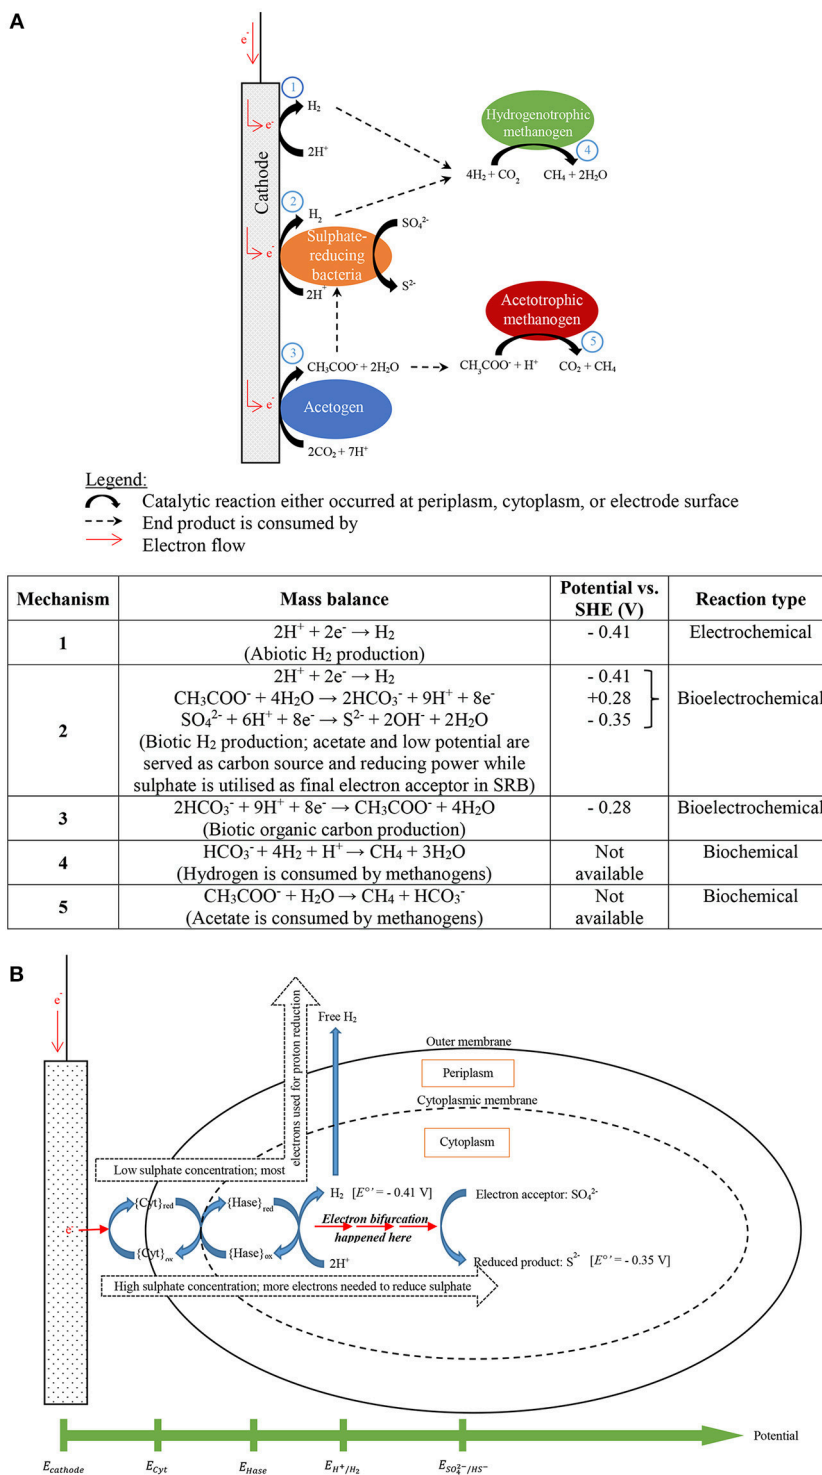 A
e⁻
Cathode
1
H₂
e⁻
2H⁺
Hydrogenotrophic
methanogen
4
4H₂ + CO₂
CH₄ + 2H₂O
2
H₂
e⁻
2H⁺
Sulphate-
reducing
bacteria
SO₄²⁻
S²⁻
Acetotrophic
methanogen
5
CH₃COO⁻ + H⁺
CO₂ + CH₄
3
CH₃COO⁻ + 2H₂O
e⁻
Acetogen
2CO₂ + 7H⁺
Legend:
Catalytic reaction either occurred at periplasm, cytoplasm, or electrode surface
End product is consumed by
Electron flow
Mechanism Mass balance Potential vs. SHE (V) Reaction type
1 2H⁺ + 2e⁻ → H₂ - 0.41 Electrochemical
(Abiotic H₂ production)
2H⁺ + 2e⁻ → H₂ - 0.41
CH₃COO⁻ + 4H₂O → 2HCO₃⁻ + 9H⁺ + 8e⁻ +0.28 Bioelectrochemical
SO₄²⁻ + 6H⁺ + 8e⁻ → S²⁻ + 2OH⁻ + 2H₂O - 0.35
2 (Biotic H₂ production; acetate and low potential are
served as carbon source and reducing power while
sulphate is utilised as final electron acceptor in SRB)
3 2HCO₃⁻ + 9H⁺ + 8e⁻ → CH₃COO⁻ + 4H₂O - 0.28 Bioelectrochemical
(Biotic organic carbon production)
4 HCO₃⁻ + 4H₂ + H⁺ → CH₄ + 3H₂O Not available Biochemical
(Hydrogen is consumed by methanogens)
5 CH₃COO⁻ + H₂O → CH₄ + HCO₃⁻ Not available Biochemical
(Acetate is consumed by methanogens)
B
e⁻
electrons used for proton reduction
Free H₂
Outer membrane
Periplasm
Cytoplasmic membrane
Cytoplasm
Low sulphate concentration; most
{Cyt}red
{Hase}red
H₂ [E°' = - 0.41 V]
Electron acceptor: SO₄²⁻
e⁻
Electron bifurcation
happened here
{Cyt}ox
{Hase}ox
2H⁺
Reduced product: S²⁻ [E°' = - 0.35 V]
High sulphate concentration; more electrons needed to reduce sulphate
Potential
E_cathode
E_Cyt
E_Hase
E_H⁺/H₂
E_SO₄²⁻/HS⁻